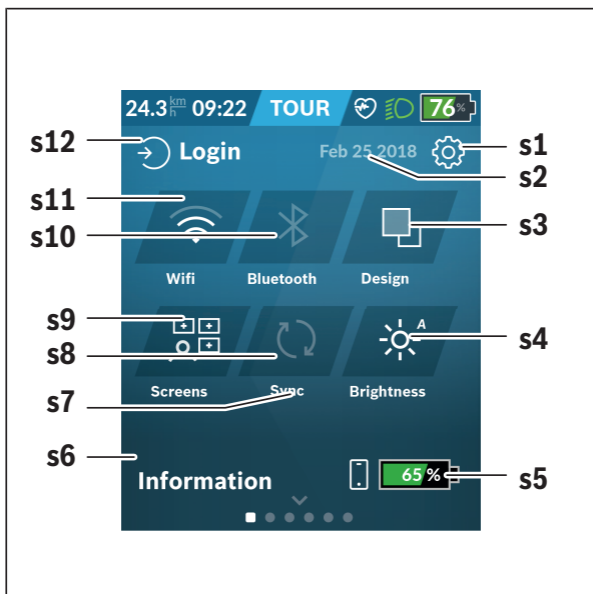 24.3 km/h 09:22 TOUR 76%
s12 Login Feb 25 2018 s1
s2
s11
s10
s3
Wifi Bluetooth Design
s9
s8
A
s4
s7
Screens Sync Brightness
s6
Information 65 % s5